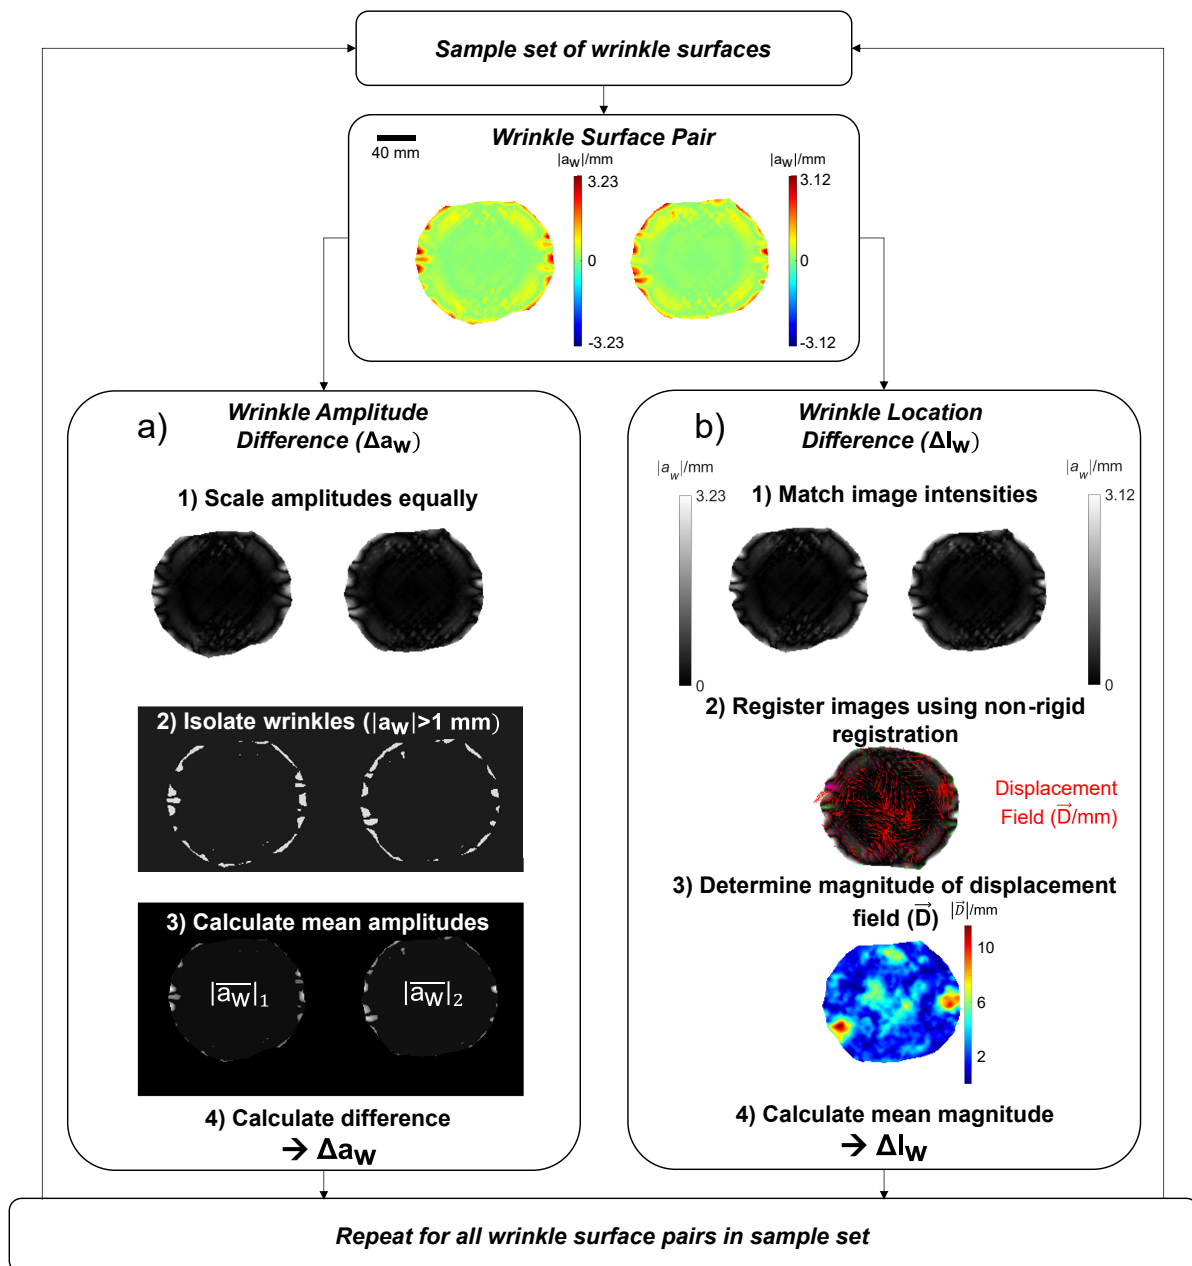 Sample set of wrinkle surfaces
Wrinkle Surface Pair
40 mm
|aw|/mm
3.23
0
-3.23
|aw|/mm
3.12
0
-3.12
a)
Wrinkle Amplitude
Difference (Δaw)
1) Scale amplitudes equally
2) Isolate wrinkles (|aw|>1 mm)
3) Calculate mean amplitudes
|aw|1
|aw|2
4) Calculate difference
→ Δaw
b)
Wrinkle Location
Difference (Δlw)
|aw|/mm
3.23
0
1) Match image intensities
|aw|/mm
3.12
0
2) Register images using non-rigid
registration
Displacement
Field (D⃗/mm)
3) Determine magnitude of displacement
field (D⃗)
|D⃗|/mm
10
6
2
4) Calculate mean magnitude
→ Δlw
Repeat for all wrinkle surface pairs in sample set